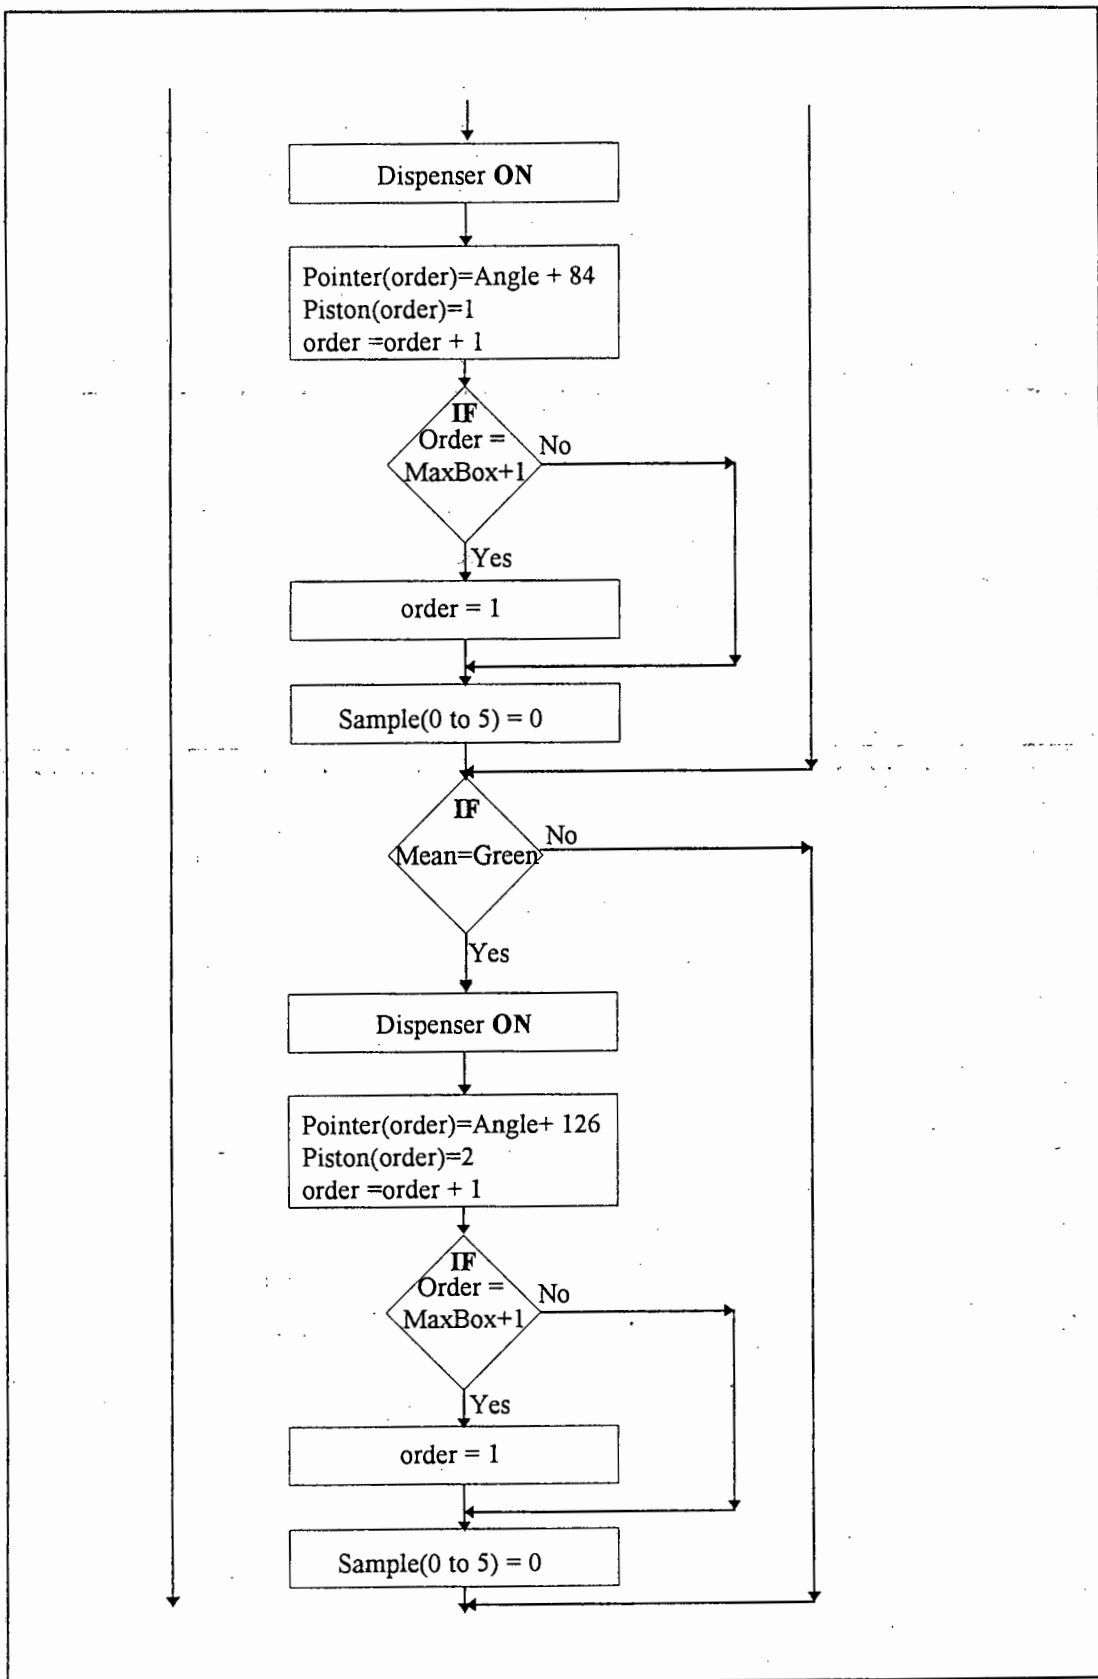 Dispenser ON
Pointer(order)=Angle + 84
Piston(order)=1
order =order + 1
IF
Order =
MaxBox+1
No
Yes
order = 1
Sample(0 to 5) = 0
IF
Mean=Green
No
Yes
Dispenser ON
Pointer(order)=Angle+ 126
Piston(order)=2
order =order + 1
IF
Order =
MaxBox+1
No
Yes
order = 1
Sample(0 to 5) = 0